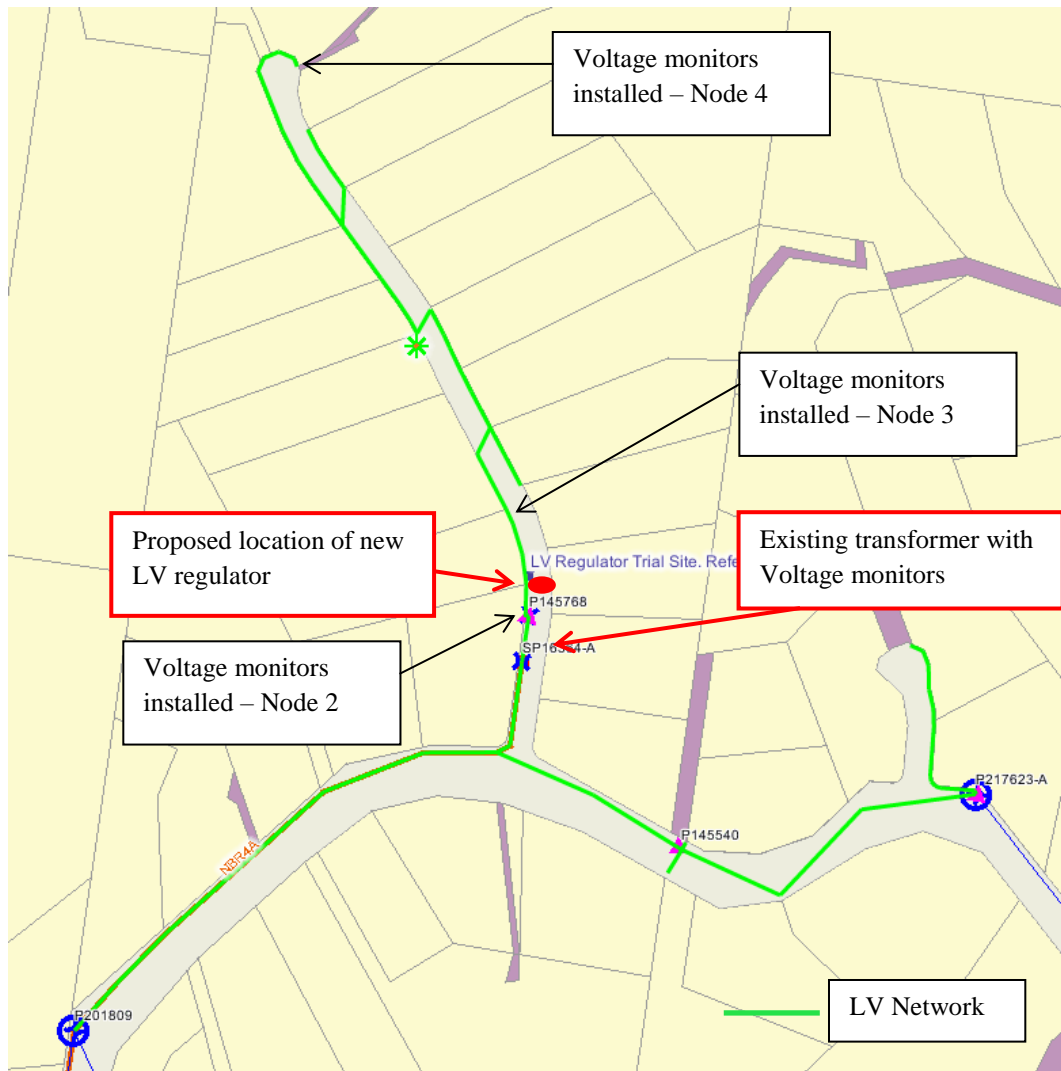 Voltage monitors
installed – Node 4
Voltage monitors
installed – Node 3
Proposed location of new
LV regulator
Existing transformer with
Voltage monitors
LV Regulator Trial Site. Refe
P145768
Voltage monitors
installed – Node 2
P217623-A
P145540
NBR4A
P201809
LV Network